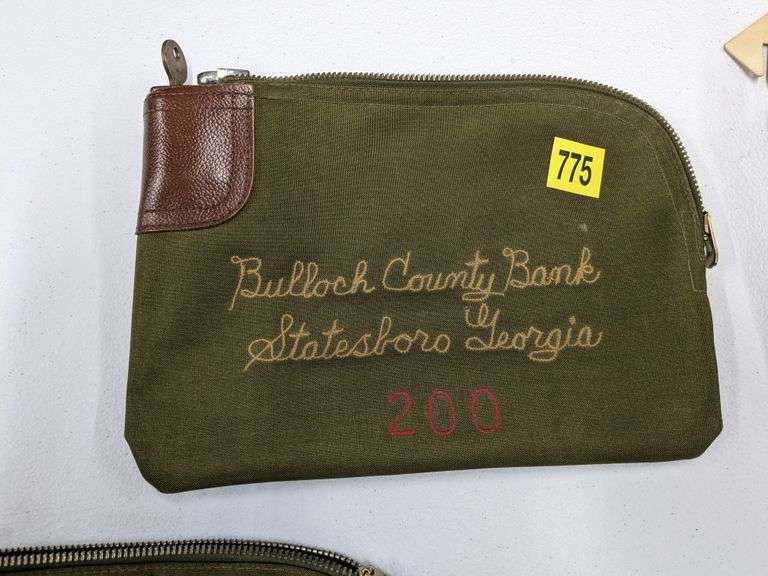 775
Bulloch County Bank
Statesboro Georgia
200